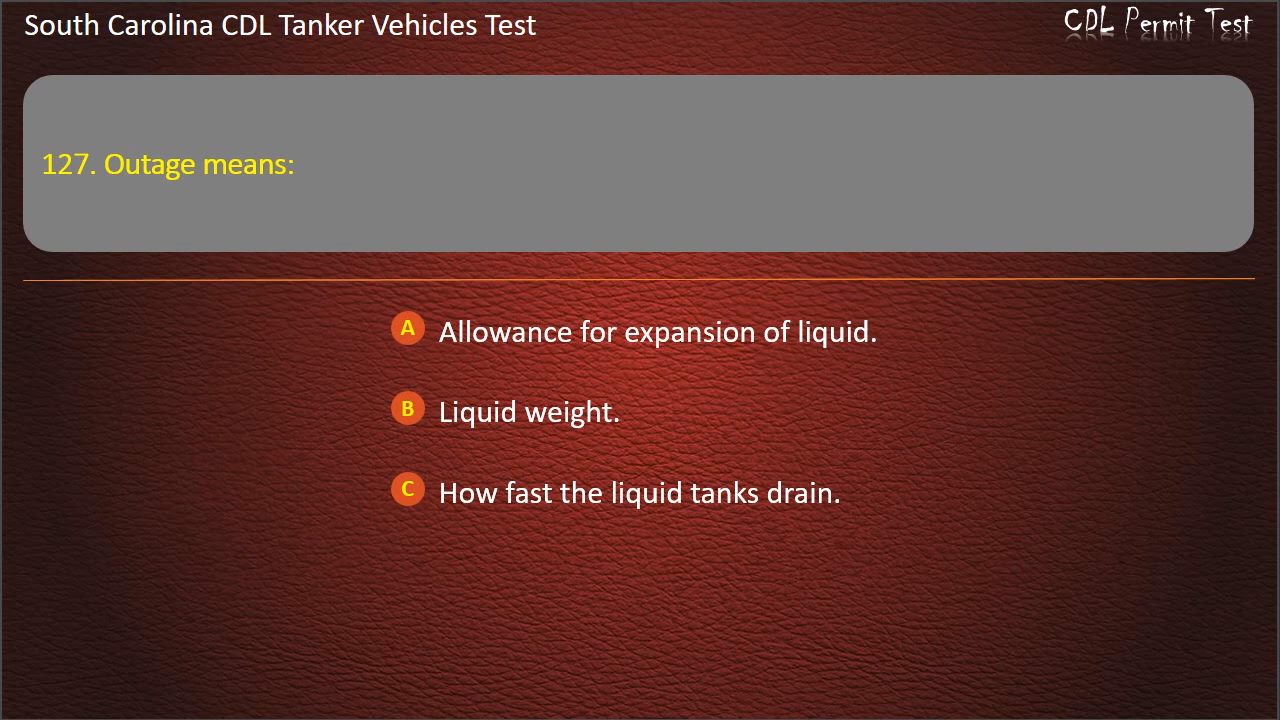 South Carolina CDL Tanker Vehicles Test
CDL Permit Test
127. Outage means:
A Allowance for expansion of liquid.
B Liquid weight.
C How fast the liquid tanks drain.